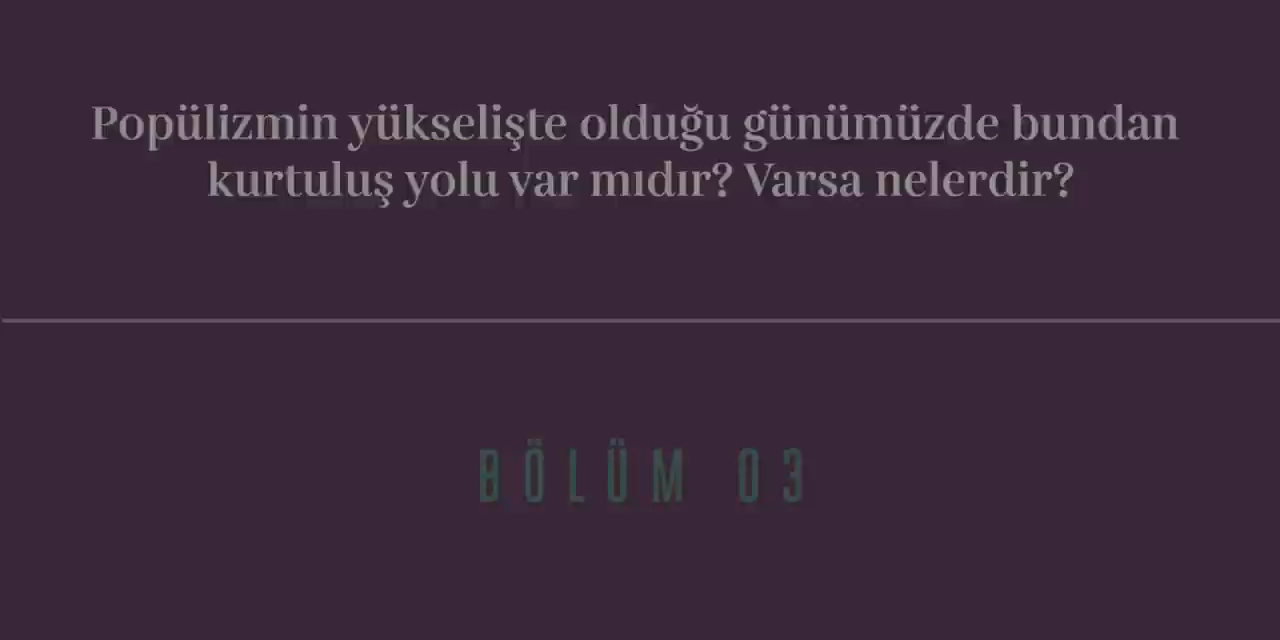 Popülizmin yükselişte olduğu günümüzde bundan
kurtuluş yolu var mıdır? Varsa nelerdir?
BÖLÜM 03